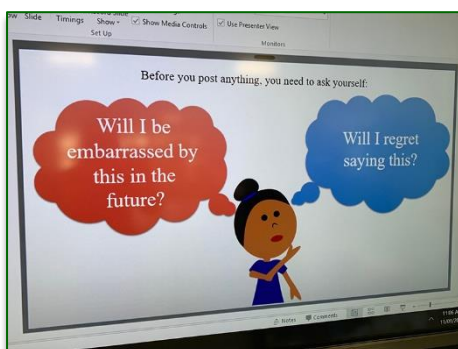 Slide
Timings
Show
Show Media Controls
Use Presenter View
Set Up
Monitors
Before you post anything, you need to ask yourself:
Will I be
embarrassed by
this in the
future?
Will I regret
saying this?
Notes
Comments